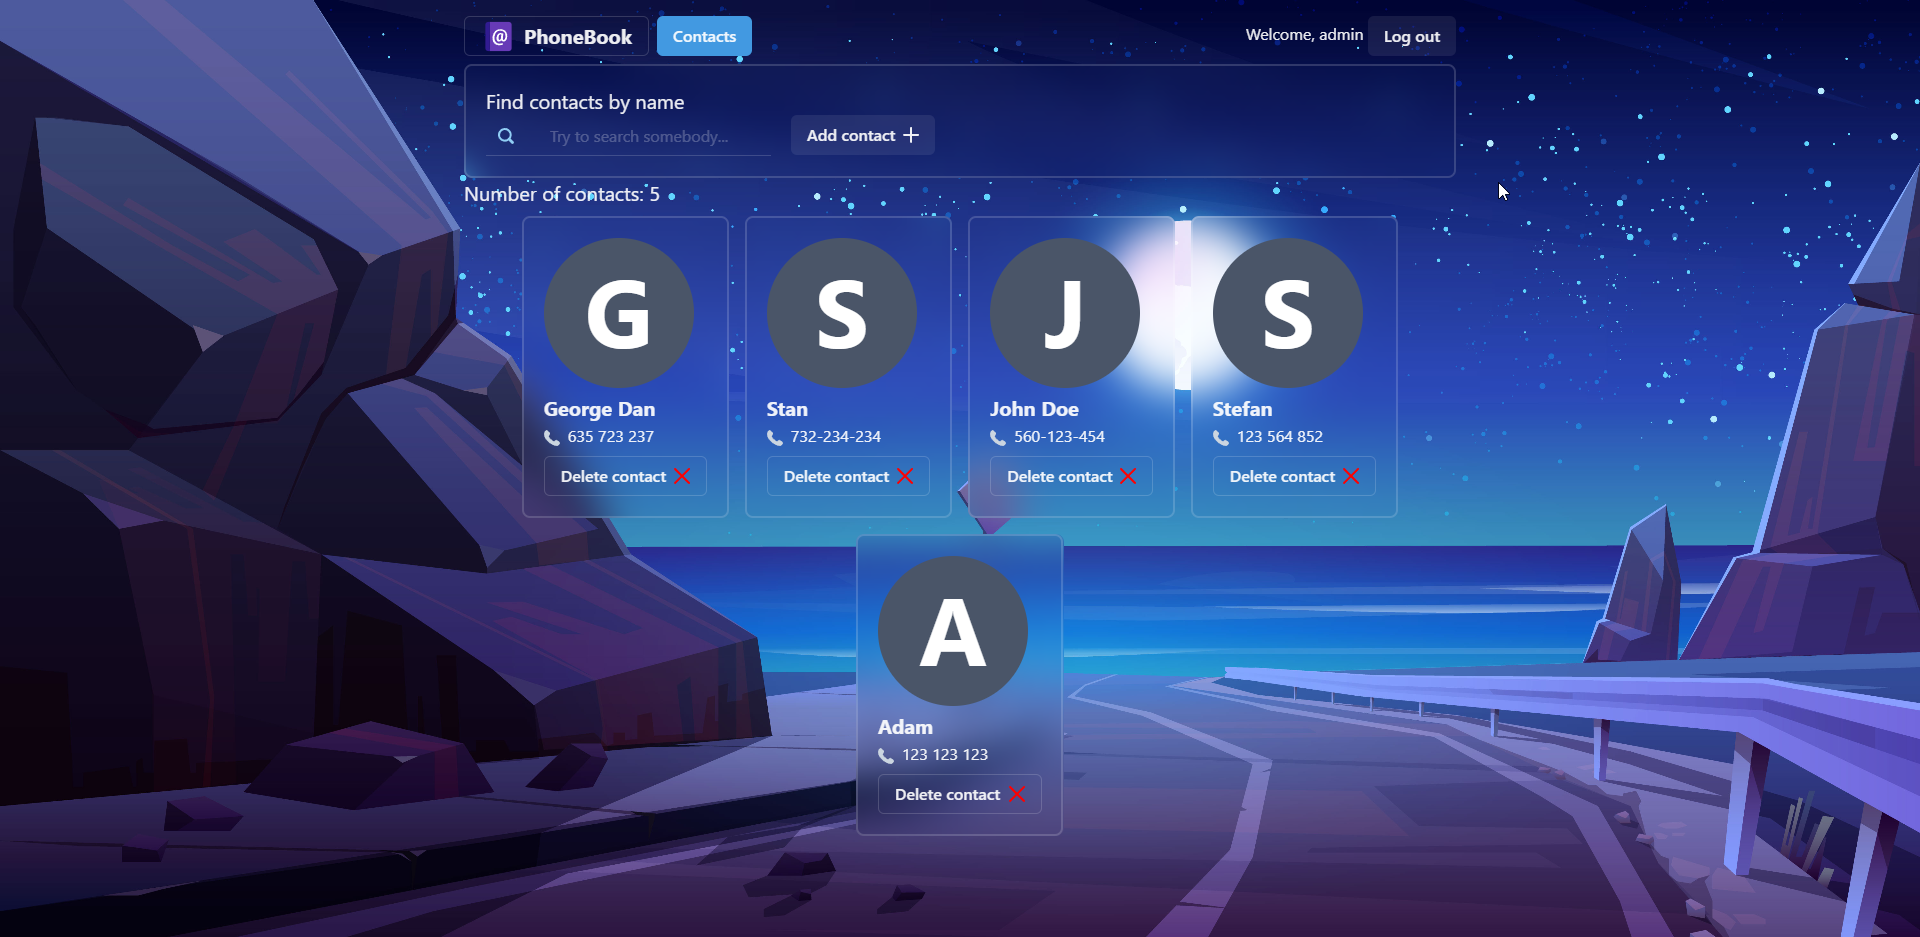 @ PhoneBook
Contacts
Welcome, admin
Log out
Find contacts by name
Try to search somebody...
Add contact
Number of contacts: 5
G
George Dan
635 723 237
Delete contact
S
Stan
732-234-234
Delete contact
J
John Doe
560-123-454
Delete contact
S
Stefan
123 564 852
Delete contact
A
Adam
123 123 123
Delete contact